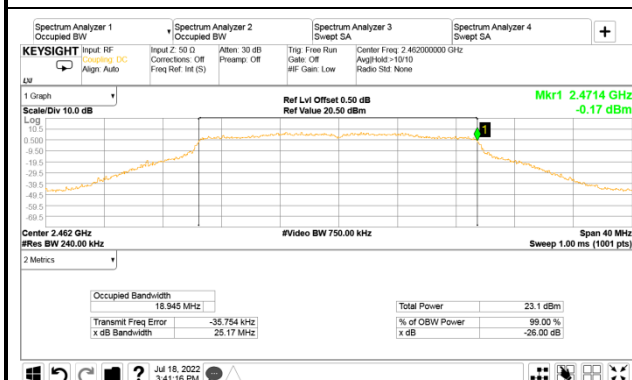 Spectrum Analyzer 1
Occupied BW
Spectrum Analyzer 2
Occupied BW
Spectrum Analyzer 3
Swept SA
Spectrum Analyzer 4
Swept SA
+
KEYSIGHT Input: RF
Coupling: DC
Align: Auto
Input Z: 50 Ω
Corrections: Off
Freq Ref: Int (S)
Atten: 30 dB
Preamp: Off
Trig: Free Run
Gate: Off
#IF Gain: Low
Center Freq: 2.462000000 GHz
Avg|Hold:>10/10
Radio Std: None
LXI
1 Graph
Scale/Div 10.0 dB
Ref Lvl Offset 0.50 dB
Ref Value 20.50 dBm
Mkr1 2.4714 GHz
-0.17 dBm
Log
10.5
0.500
-9.50
-19.5
-29.5
-39.5
-49.5
-59.5
-69.5
1
Center 2.462 GHz
#Res BW 240.00 kHz
#Video BW 750.00 kHz
Span 40 MHz
Sweep 1.00 ms (1001 pts)
2 Metrics
Occupied Bandwidth
18.945 MHz
Transmit Freq Error -35.754 kHz
x dB Bandwidth 25.17 MHz
Total Power 23.1 dBm
% of OBW Power 99.00 %
x dB -26.00 dB
?
Jul 18, 2022
3:41:16 PM